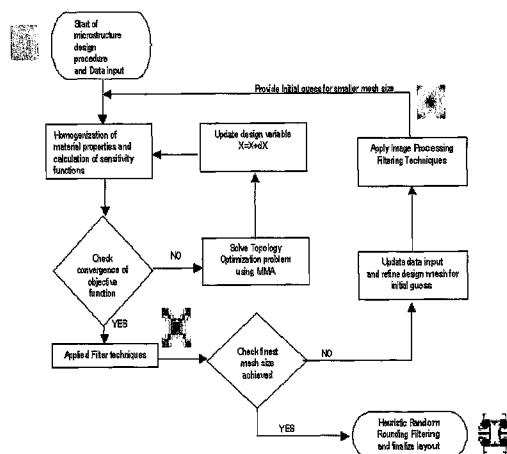 Start of
microstructure
design
procedure
and Data input
Provide Initial guess for smaller mesh size
Homogenization of
material properties and
calculation of sensitivity
functions
Update design variable
X=X+dX
Apply Image Processing
Filtering Techniques
Check
convergence of
objective
function
NO
Solve Topology
Optimization problem
using MMA
Update data input
and refine design mesh for
initial guess
YES
Applied Filter techniques
Check finest
mesh size
achieved
NO
YES
Heuristic Random
Rounding Filtering
and finalize layout